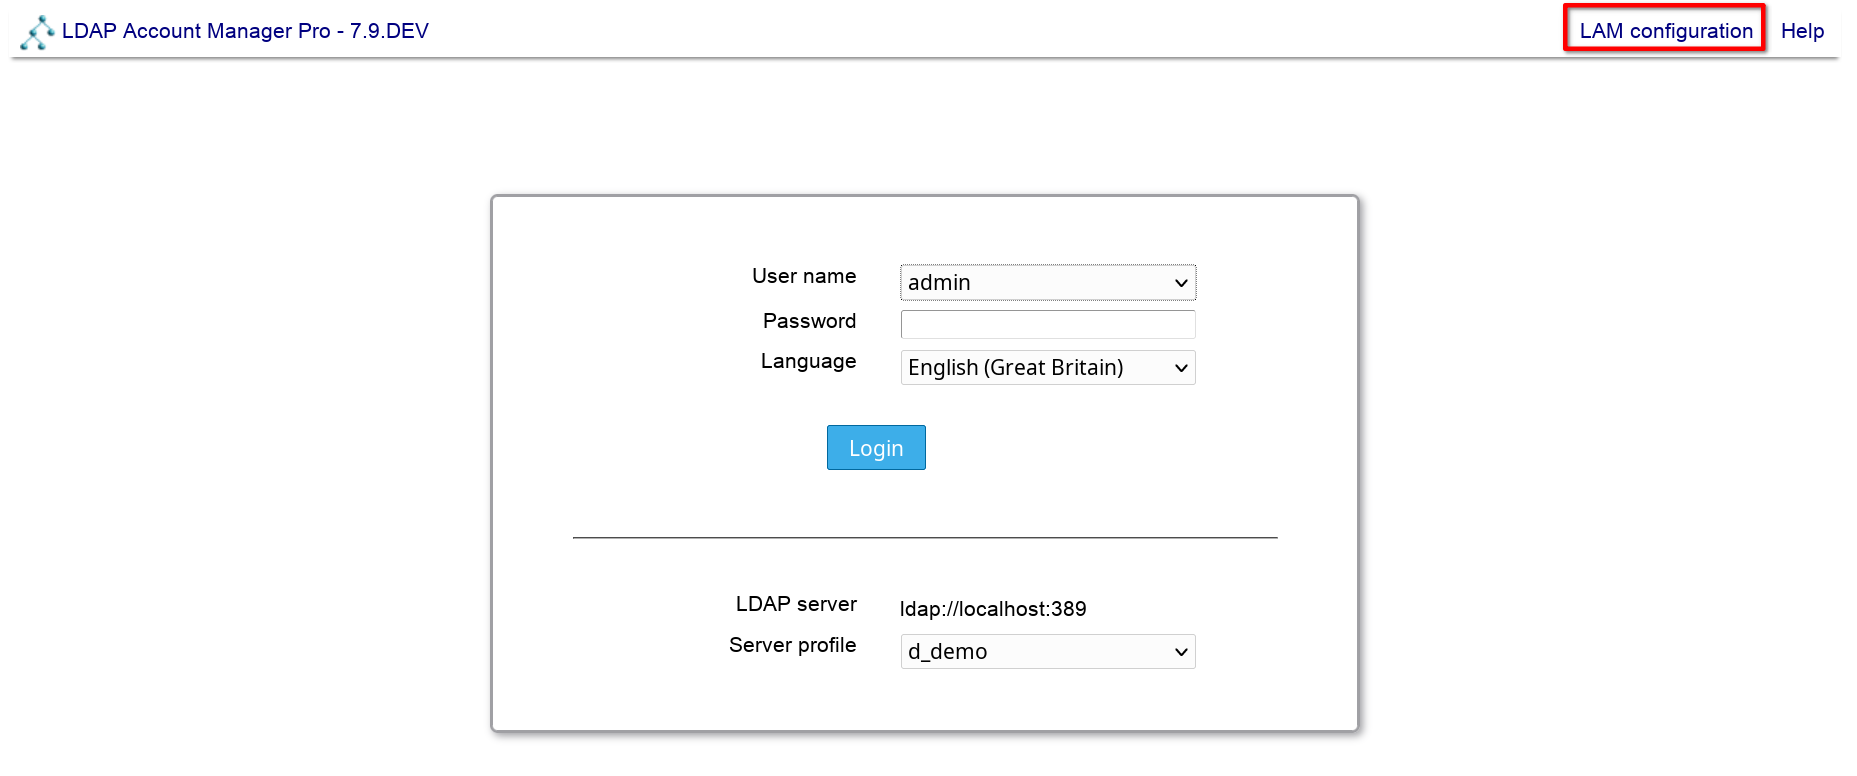 LDAP Account Manager Pro - 7.9.DEV LAM configuration Help
User name admin
Password
Language English (Great Britain)
Login
LDAP server ldap://localhost:389
Server profile d_demo